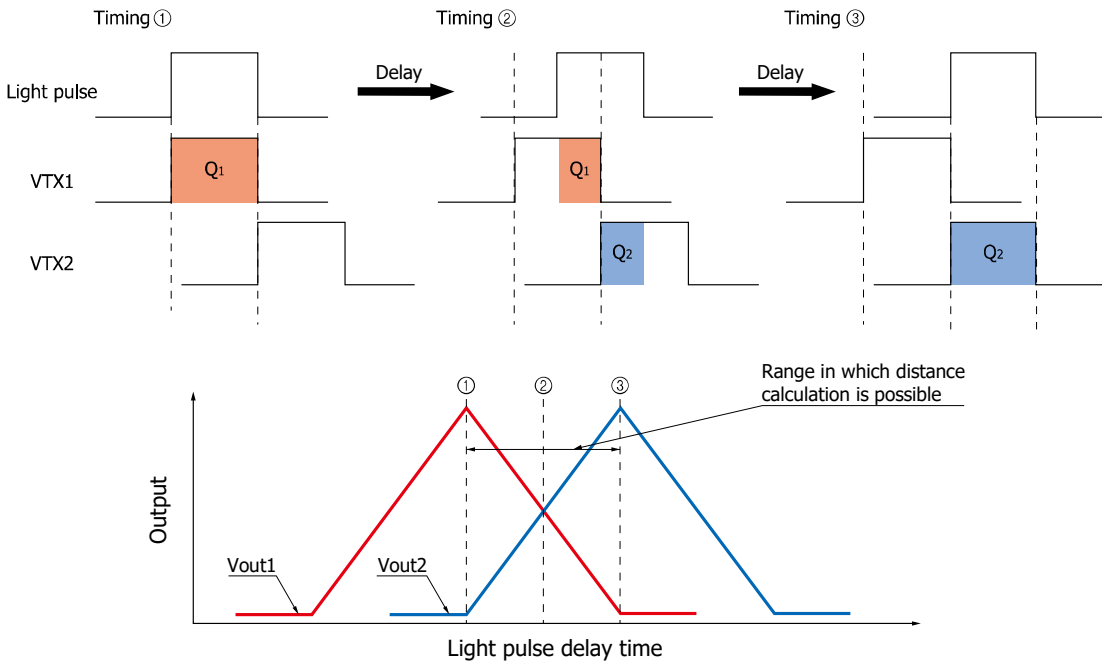 Timing ①
Timing ②
Timing ③
Light pulse
Delay
Delay
VTX1
Q1
Q1
VTX2
Q2
Q2
Range in which distance
calculation is possible
①
②
③
Output
Vout1
Vout2
Light pulse delay time